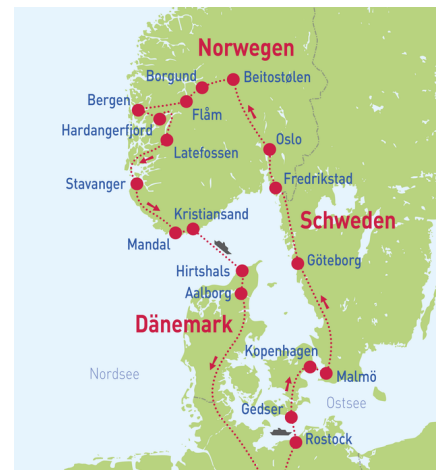 Norwegen
Borgund
Beitostølen
Bergen
Flåm
Hardangerfjord
Oslo
Latefossen
Fredrikstad
Stavanger
Kristiansand
Schweden
Mandal
Göteborg
Hirtshals
Aalborg
Dänemark
Kopenhagen
Nordsee
Malmö
Ostsee
Gedser
Rostock